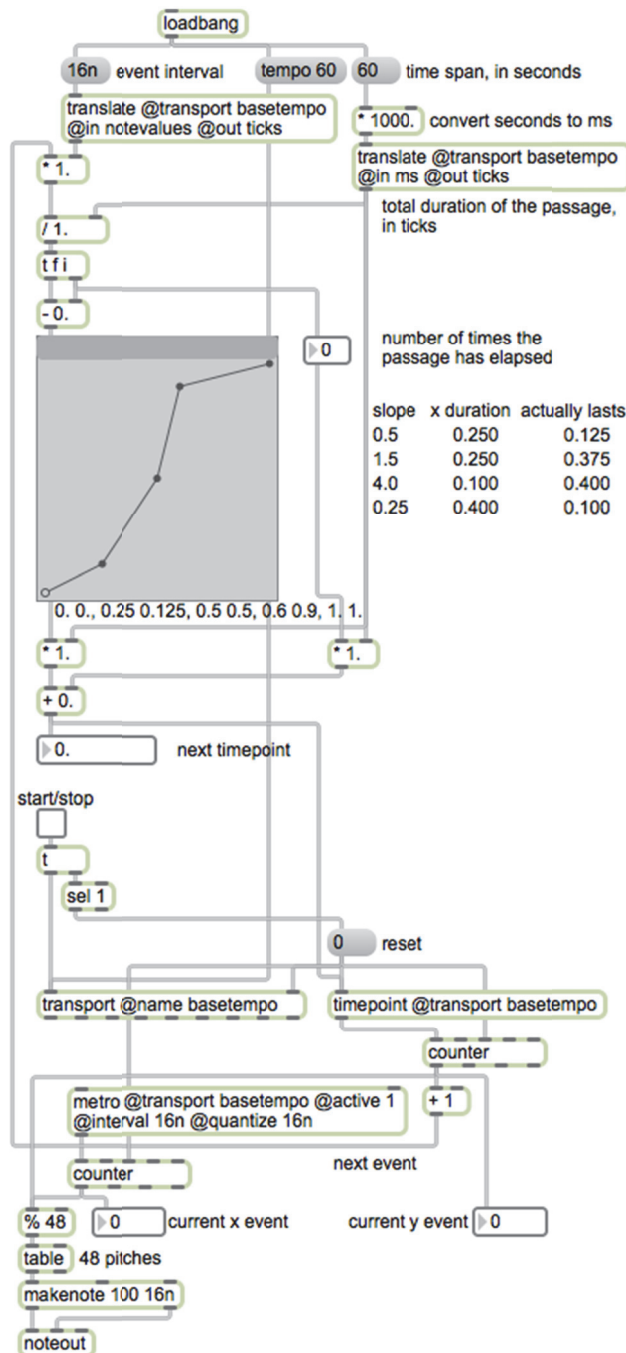 loadbang
16n event interval tempo 60 60 time span, in seconds
translate @transport basetempo
@in notevalues @out ticks
* 1000. convert seconds to ms
translate @transport basetempo
@in ms @out ticks
* 1.
total duration of the passage,
in ticks
/ 1.
t f i
- 0.
0
number of times the
passage has elapsed
slope x duration actually lasts
0.5 0.250 0.125
1.5 0.250 0.375
4.0 0.100 0.400
0.25 0.400 0.100
0. 0., 0.25 0.125, 0.5 0.5, 0.6 0.9, 1. 1.
* 1. * 1.
+ 0.
0. next timepoint
start/stop
t
sel 1
0 reset
transport @name basetempo timepoint @transport basetempo
counter
metro @transport basetempo @active 1
@interval 16n @quantize 16n
+ 1
next event
counter
% 48 0 current x event current y event 0
table 48 pitches
makenote 100 16n
noteout